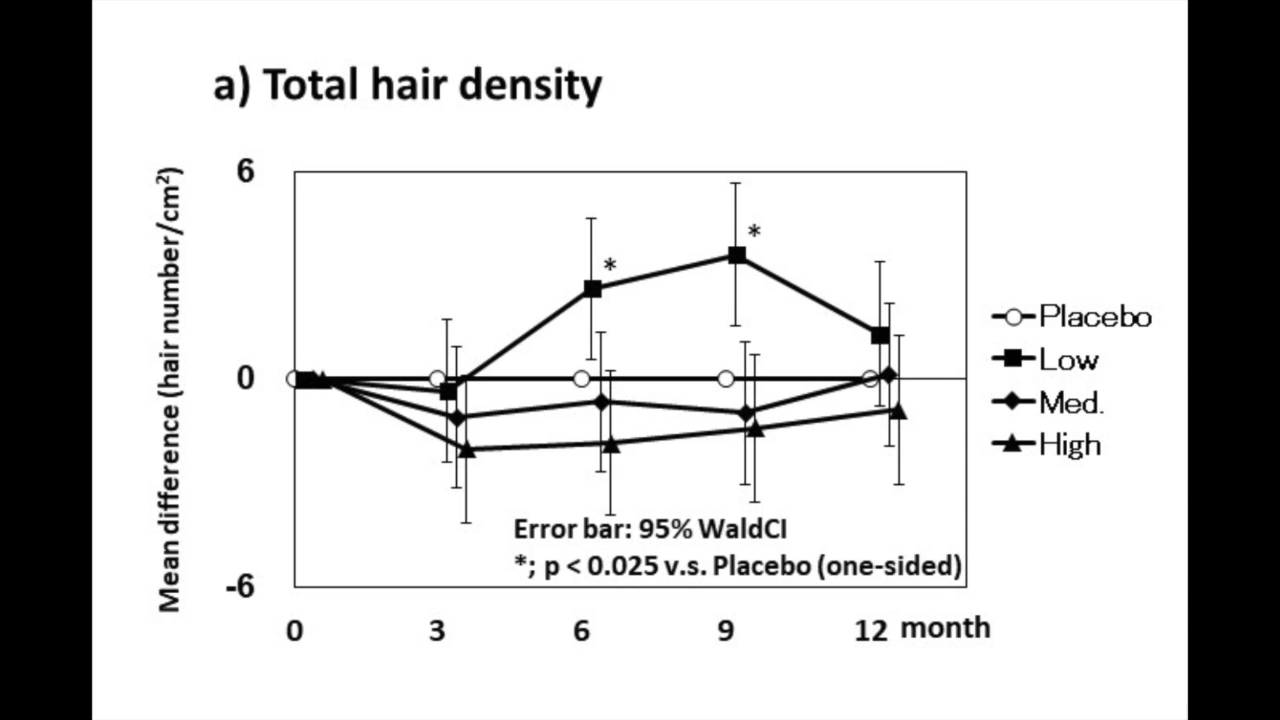 a) Total hair density
Mean difference (hair number/cm²)
6
0
-6
*
*
Error bar: 95% WaldCI
*; p < 0.025 v.s. Placebo (one-sided)
0 3 6 9 12 month
Placebo
Low
Med.
High